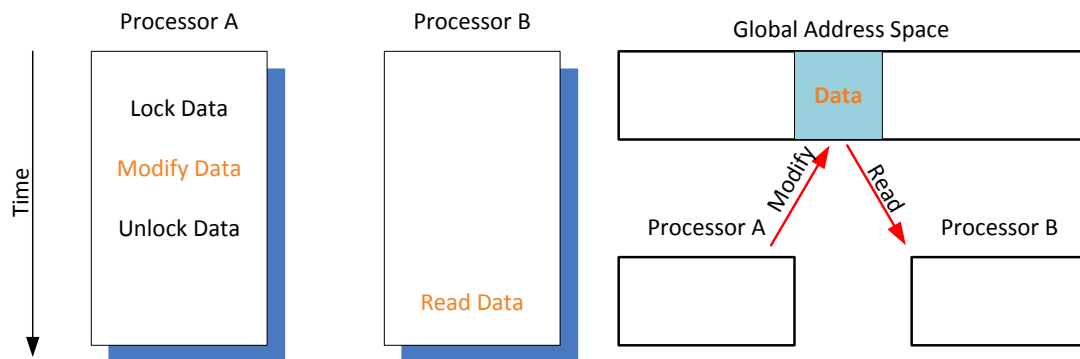 Processor A
Processor B
Global Address Space
Time
Lock Data
Modify Data
Unlock Data
Read Data
Data
Modify
Read
Processor A
Processor B